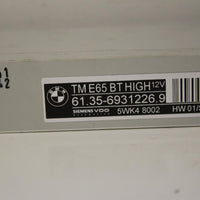 TM E65 BT HIGH 12V
61.35-6931226.9
SIEMENS VDO
5WK4 8002
HW 01/